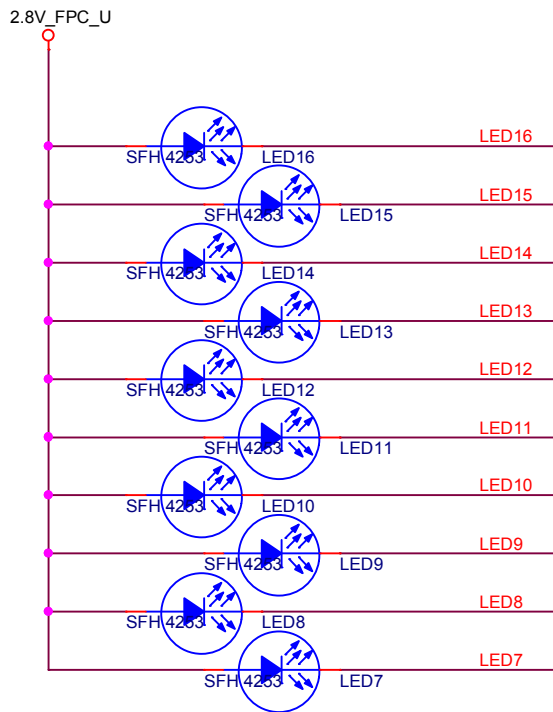 2.8V_FPC_U
LED16
SFH 4253 LED16
LED15
SFH 4253 LED15
LED14
SFH 4253 LED14
LED13
SFH 4253 LED13
LED12
SFH 4253 LED12
LED11
SFH 4253 LED11
LED10
SFH 4253 LED10
LED9
SFH 4253 LED9
LED8
SFH 4253 LED8
LED7
SFH 4253 LED7